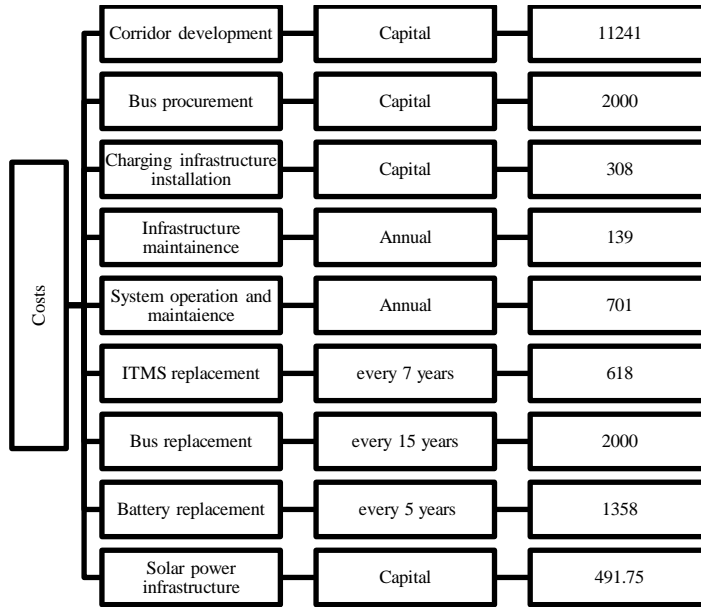 Costs
Corridor development
Capital
11241
Bus procurement
Capital
2000
Charging infrastructure
installation
Capital
308
Infrastructure
maintainence
Annual
139
System operation and
maintaience
Annual
701
ITMS replacement
every 7 years
618
Bus replacement
every 15 years
2000
Battery replacement
every 5 years
1358
Solar power
infrastructure
Capital
491.75